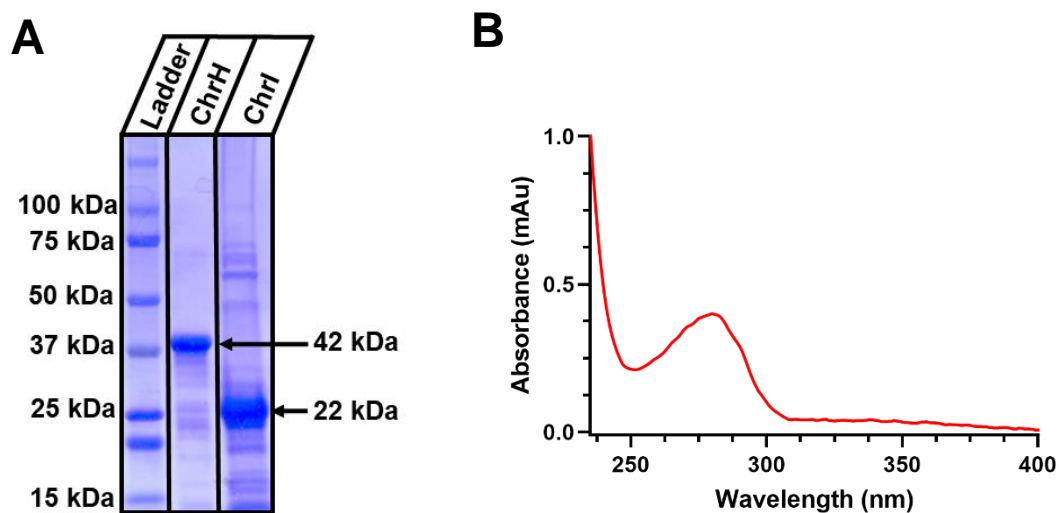 A
Ladder
ChrH
ChrI
100 kDa
75 kDa
50 kDa
37 kDa
25 kDa
15 kDa
42 kDa
22 kDa
B
Absorbance (mAu)
1.0
0.5
0.0
250
300
350
400
Wavelength (nm)